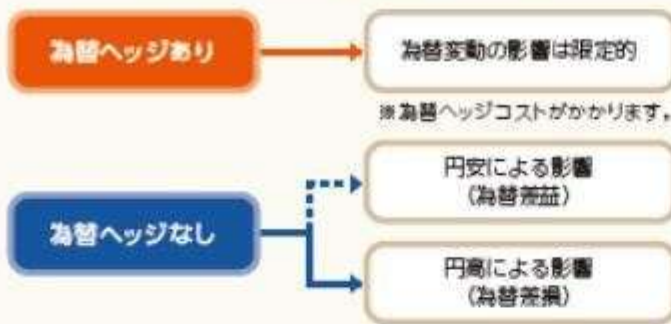 為替ヘッジあり
為替変動の影響は限定的
※為替ヘッジコストがかかります。
為替ヘッジなし
円安による影響
(為替差益)
円高による影響
(為替差損)